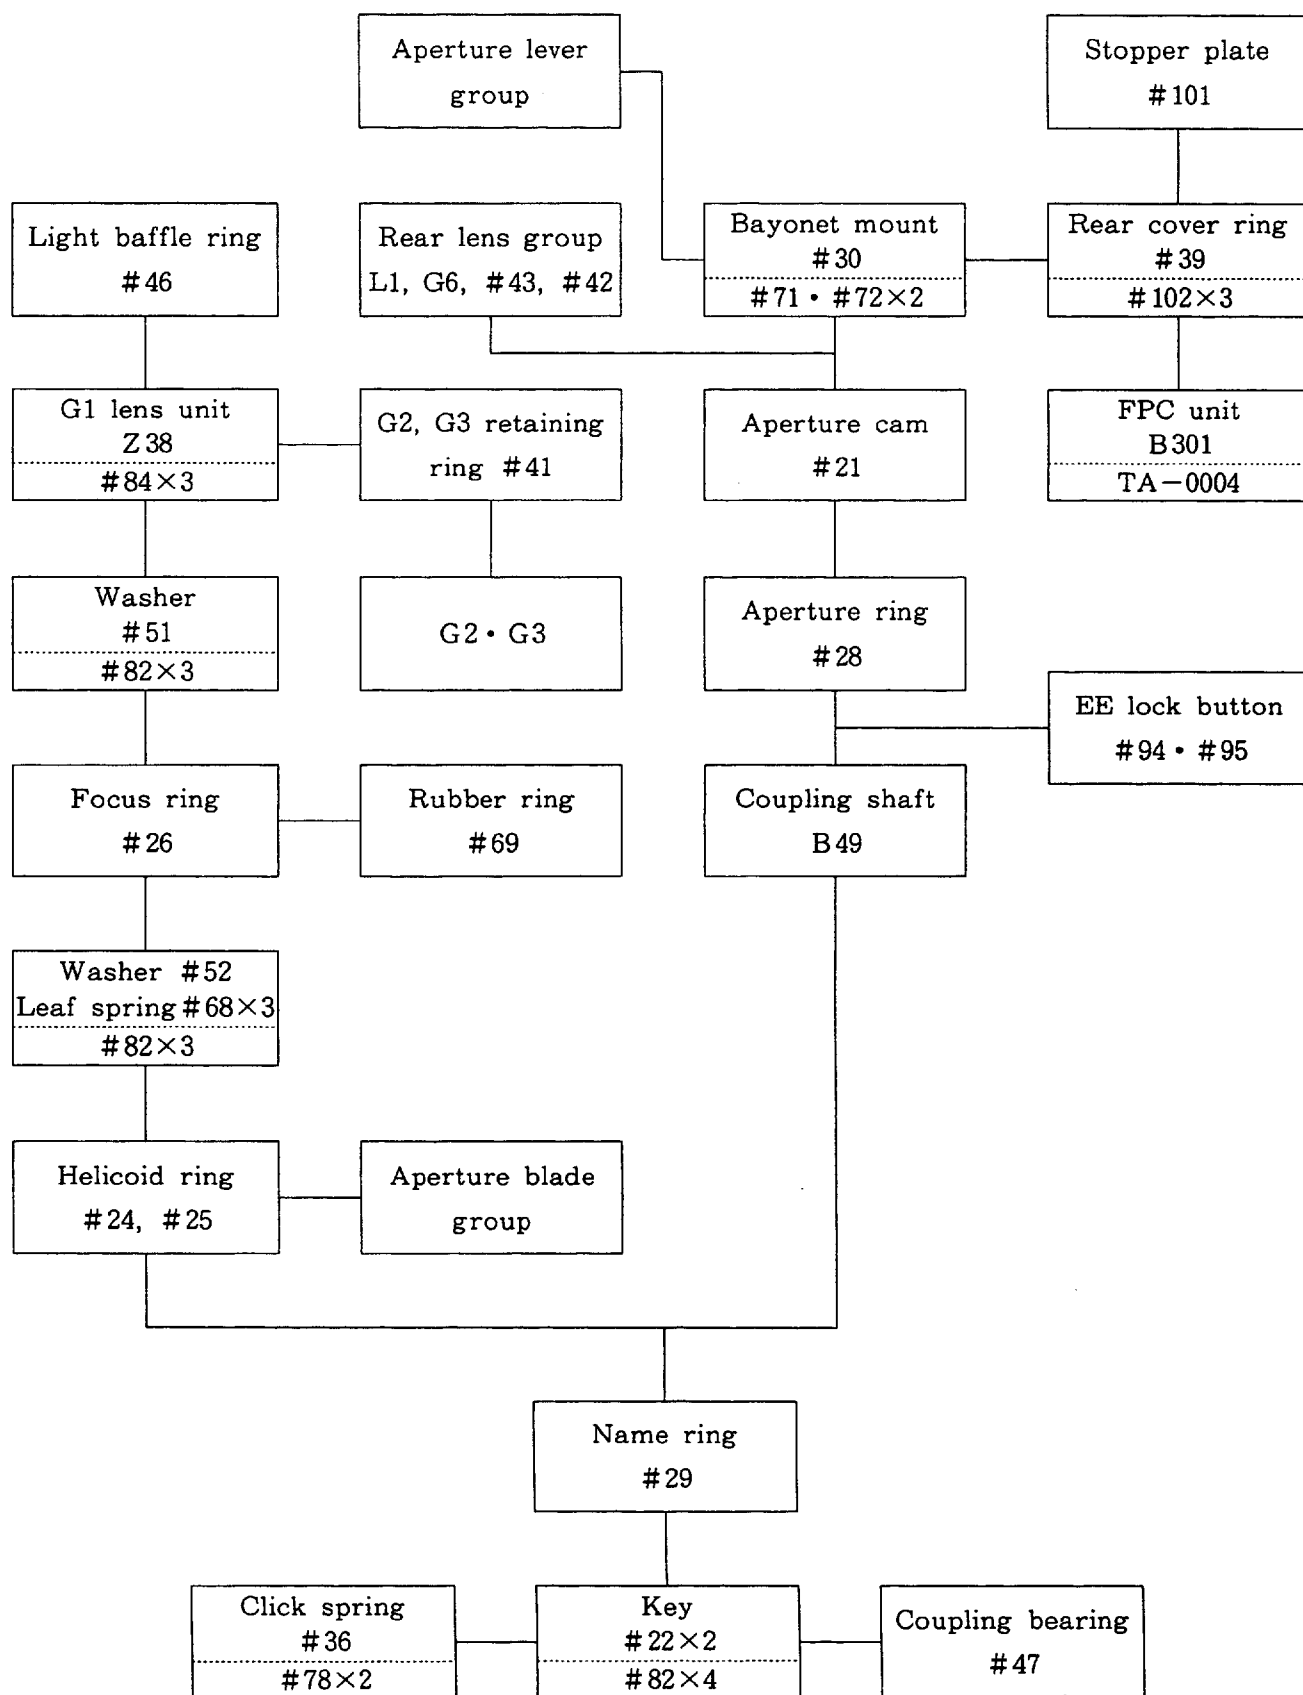 Aperture lever
group
Stopper plate
#101
Light baffle ring
#46
Rear lens group
L1, G6, #43, #42
Bayonet mount
#30
#71・#72×2
Rear cover ring
#39
#102×3
G1 lens unit
Z38
#84×3
G2, G3 retaining
ring #41
Aperture cam
#21
FPC unit
B301
TA-0004
Washer
#51
#82×3
G2・G3
Aperture ring
#28
EE lock button
#94・#95
Focus ring
#26
Rubber ring
#69
Coupling shaft
B49
Washer #52
Leaf spring #68×3
#82×3
Helicoid ring
#24, #25
Aperture blade
group
Name ring
#29
Click spring
#36
#78×2
Key
#22×2
#82×4
Coupling bearing
#47